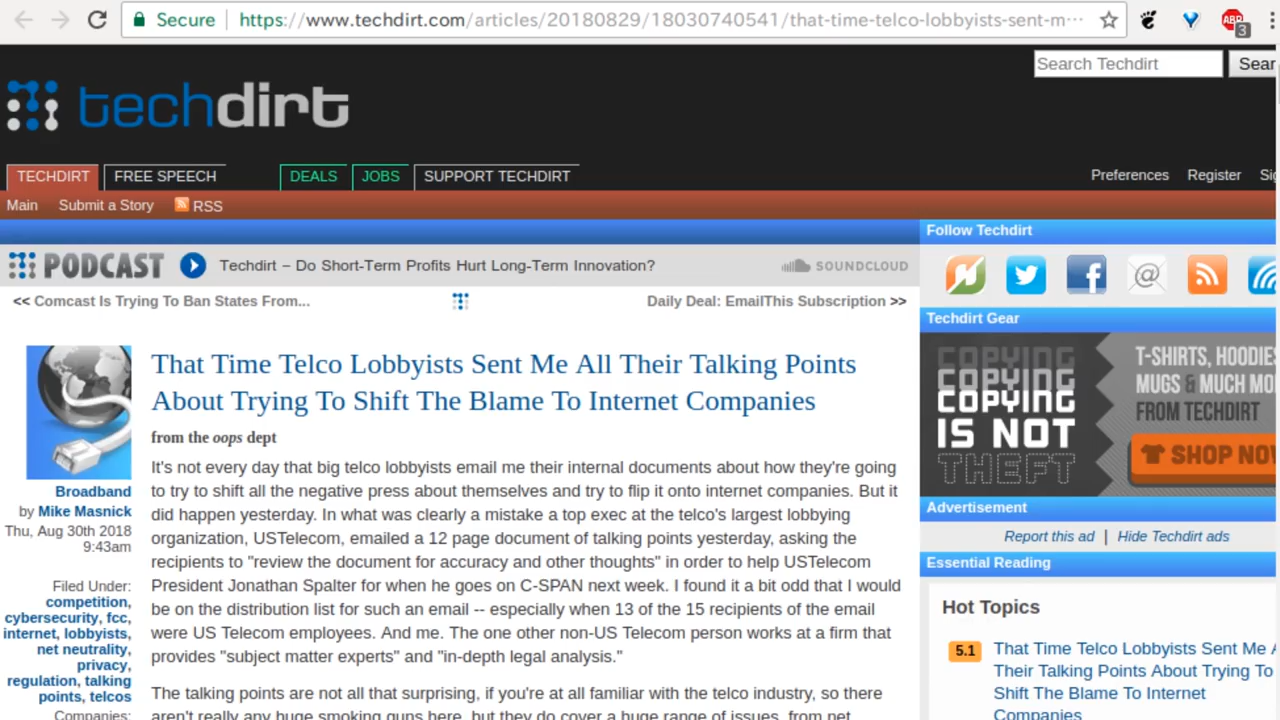 Secure https://www.techdirt.com/articles/20180829/18030740541/that-time-telco-lobbyists-sent-m···
ABP
3
Search Techdirt Sear
techdirt
TECHDIRT FREE SPEECH DEALS JOBS SUPPORT TECHDIRT
Preferences Register Sig
Main Submit a Story RSS
PODCAST Techdirt – Do Short-Term Profits Hurt Long-Term Innovation? SOUNDCLOUD
<< Comcast Is Trying To Ban States From... Daily Deal: EmailThis Subscription >>
That Time Telco Lobbyists Sent Me All Their Talking Points
About Trying To Shift The Blame To Internet Companies
from the oops dept
Broadband
by Mike Masnick
Thu, Aug 30th 2018
9:43am
Filed Under:
competition,
cybersecurity, fcc,
internet, lobbyists,
net neutrality,
privacy,
regulation, talking
points, telcos
Companies:
It's not every day that big telco lobbyists email me their internal documents about how they're going
to try to shift all the negative press about themselves and try to flip it onto internet companies. But it
did happen yesterday. In what was clearly a mistake a top exec at the telco's largest lobbying
organization, USTelecom, emailed a 12 page document of talking points yesterday, asking the
recipients to "review the document for accuracy and other thoughts" in order to help USTelecom
President Jonathan Spalter for when he goes on C-SPAN next week. I found it a bit odd that I would
be on the distribution list for such an email -- especially when 13 of the 15 recipients of the email
were US Telecom employees. And me. The one other non-US Telecom person works at a firm that
provides "subject matter experts" and "in-depth legal analysis."
The talking points are not all that surprising, if you're at all familiar with the telco industry, so there
aren't really any huge smoking guns here, but they do cover a huge range of issues, from net
Follow Techdirt
Techdirt Gear
COPYING
COPYING
COPYING
IS NOT
THEFT
T-SHIRTS, HOODIES
MUGS & MUCH MO
FROM TECHDIRT
SHOP NOW
Advertisement
Report this ad | Hide Techdirt ads
Essential Reading
Hot Topics
5.1
That Time Telco Lobbyists Sent Me A
Their Talking Points About Trying To
Shift The Blame To Internet
Companies